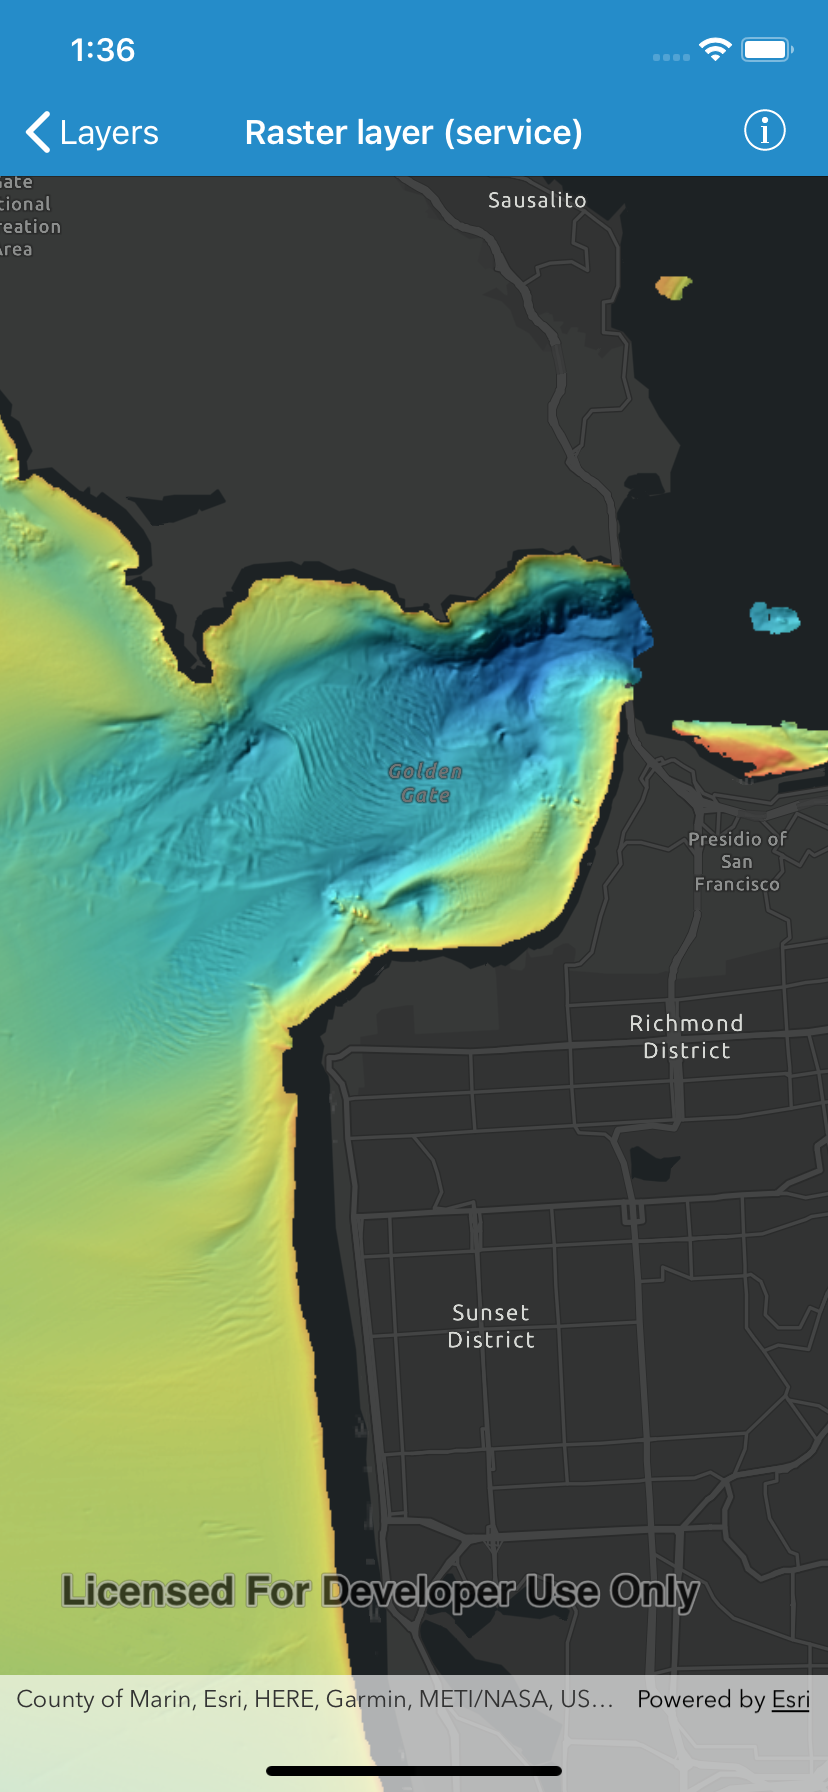 1:36
Layers
Raster layer (service)
Sausalito
Golden
Gate
Presidio of
San
Francisco
Richmond
District
Sunset
District
Licensed For Developer Use Only
County of Marin, Esri, HERE, Garmin, METI/NASA, US...
Powered by Esri